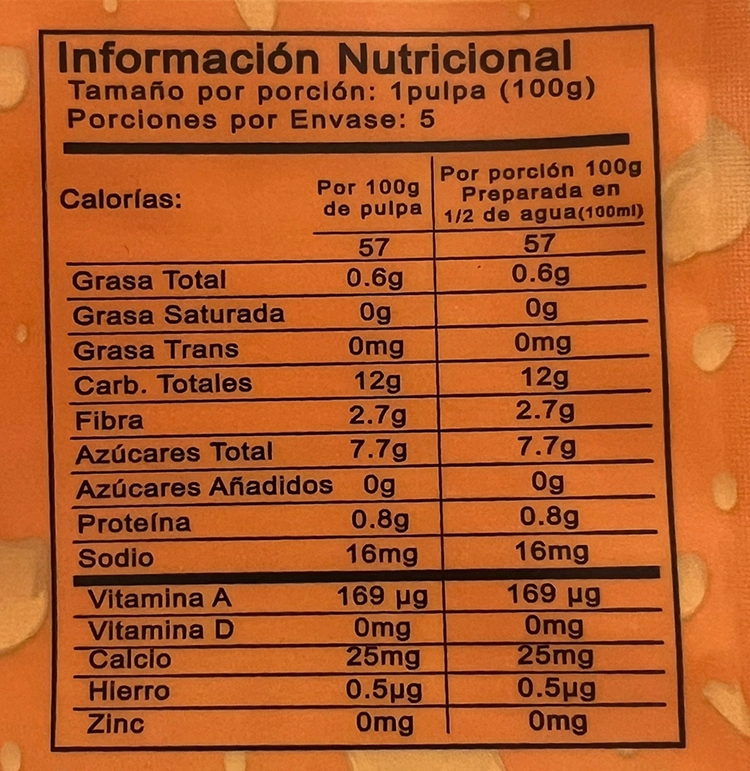 Información Nutricional
Tamaño por porción: 1pulpa (100g)
Porciones por Envase: 5
Calorías:
Por 100g
de pulpa
Por porción 100g
Preparada en
1/2 de agua(100ml)
57 57
Grasa Total 0.6g 0.6g
Grasa Saturada 0g 0g
Grasa Trans 0mg 0mg
Carb. Totales 12g 12g
Fibra 2.7g 2.7g
Azúcares Total 7.7g 7.7g
Azúcares Añadidos 0g 0g
Proteína 0.8g 0.8g
Sodio 16mg 16mg
Vitamina A 169 µg 169 µg
Vitamina D 0mg 0mg
Calcio 25mg 25mg
Hierro 0.5µg 0.5µg
Zinc 0mg 0mg